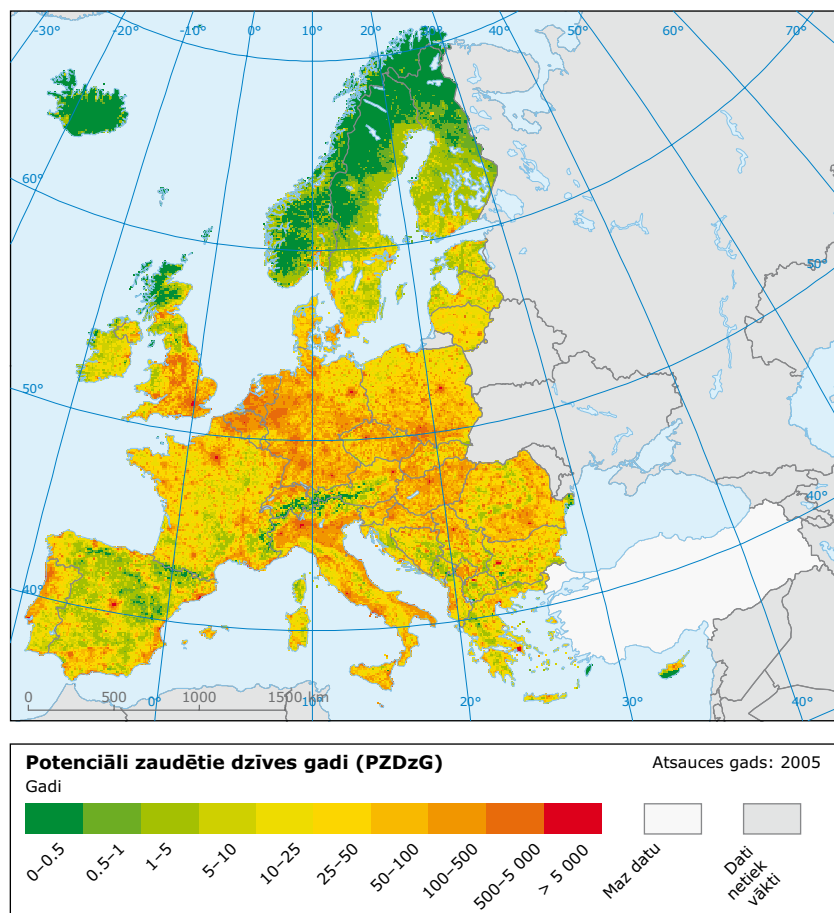 -30° -20° -10° 0° 10° 20° 30° 40° 50° 60° 70°
60°
50°
50°
40°
40°
0 500 1000 1500 km
0° 10° 20° 30° 40°
Potenciāli zaudētie dzīves gadi (PZDzG) Atsauces gads: 2005
Gadi
0–0.5 0.5–1 1–5 5–10 10–25 25–50 50–100 100–500 500–5 000 > 5 000 Maz datu Dati netiek vākti